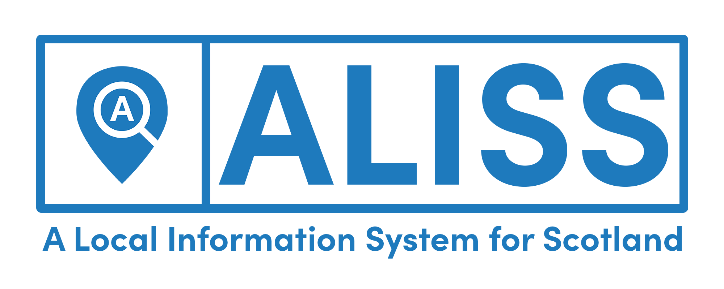 A
ALISS
A Local Information System for Scotland